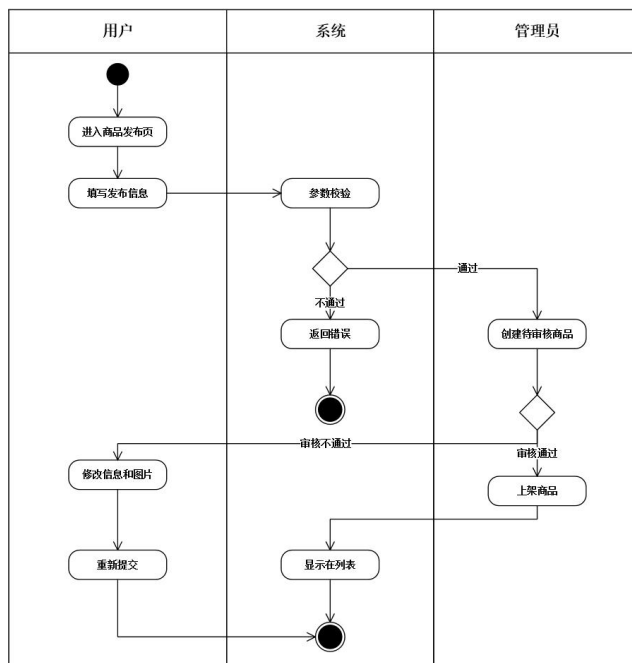 用户
系统
管理员
进入商品发布页
填写发布信息
参数校验
通过
不通过
返回错误
创建待审核商品
审核不通过
审核通过
修改信息和图片
上架商品
重新提交
显示在列表